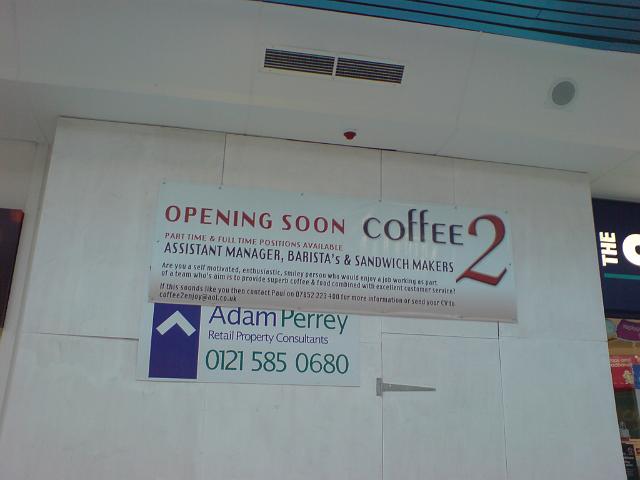 OPENING SOON COFFEE 2
PART TIME & FULL TIME POSITIONS AVAILABLE
ASSISTANT MANAGER, BARISTA's & SANDWICH MAKERS
Are you a self motivated, enthusiastic, smiley person who would enjoy a job working as part
of a team who's aim is to provide superb coffee & food combined with excellent customer service?
If this sounds like you then contact Paul on 07852 223 400 for more information or send your CV to
coffee2enjoy@aol.co.uk
Adam Perrey
Retail Property Consultants
0121 585 0680
THE